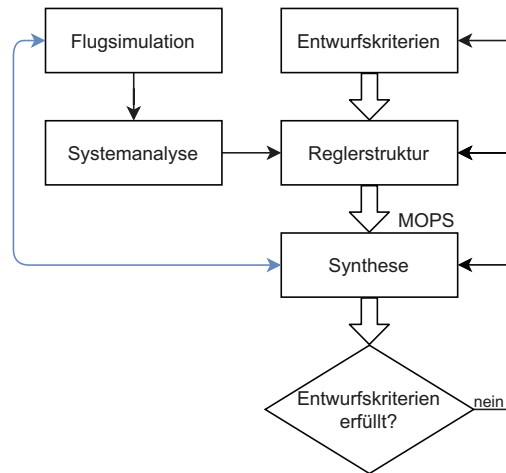 Flugsimulation
Entwurfskriterien
Systemanalyse
Reglerstruktur
MOPS
Synthese
Entwurfskriterien
erfüllt?
nein